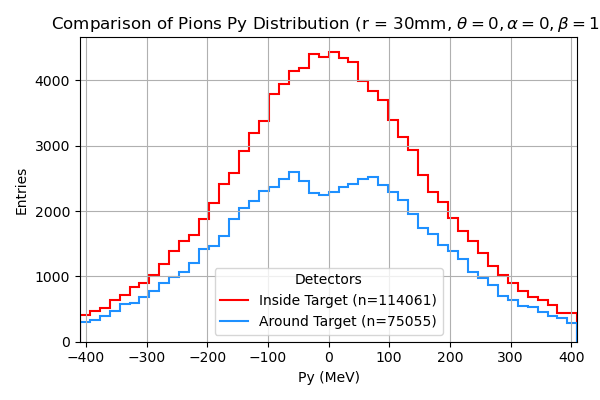 Comparison of Pions Py Distribution (r = 30mm, θ = 0, α = 0, β = 1
Entries
4000
3000
2000
1000
0
Detectors
Inside Target (n=114061)
Around Target (n=75055)
−400 −300 −200 −100 0 100 200 300 400
Py (MeV)